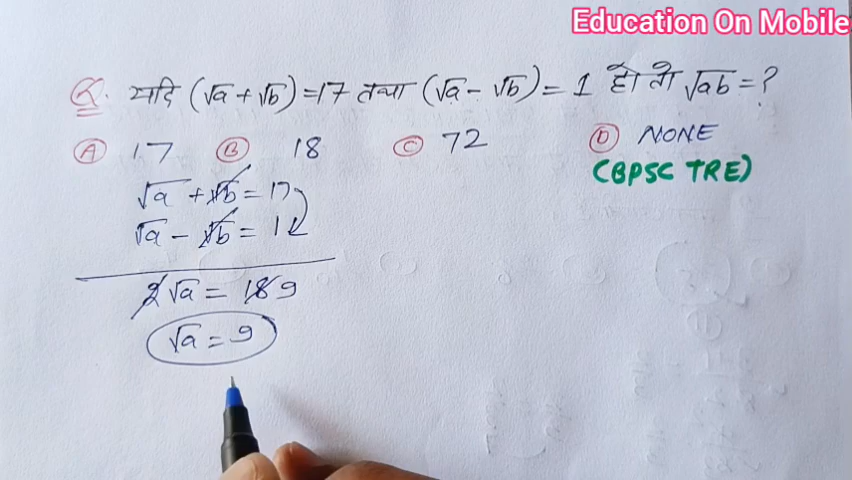 Education On Mobile
Q. यदि (√a + √b) = 17 तथा (√a - √b) = 1 हो तो √ab = ?
A 17 B 18 C 72 D NONE
(BPSC TRE)
√a + √b = 17
√a - √b = 1
2√a = 18 9
√a = 9